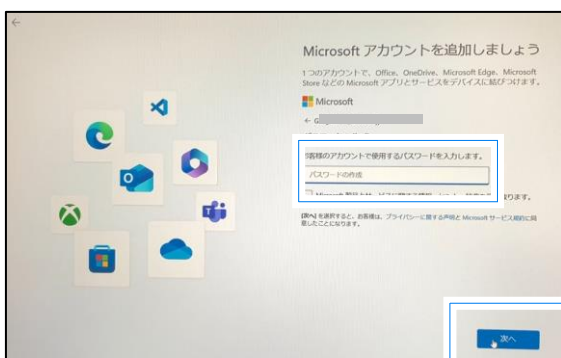 Microsoft アカウントを追加しましょう
1 つのアカウントで、Office、OneDrive、Microsoft Edge、Microsoft
Store などの Microsoft アプリとサービスをデバイスに結びつけます。
Microsoft
お客様のアカウントで使用するパスワードを入力します。
パスワードの作成
ります。
[次へ] を選択すると、お客様は、プライバシーに関する声明と Microsoft サービス規約に同
意したことになります。
次へ